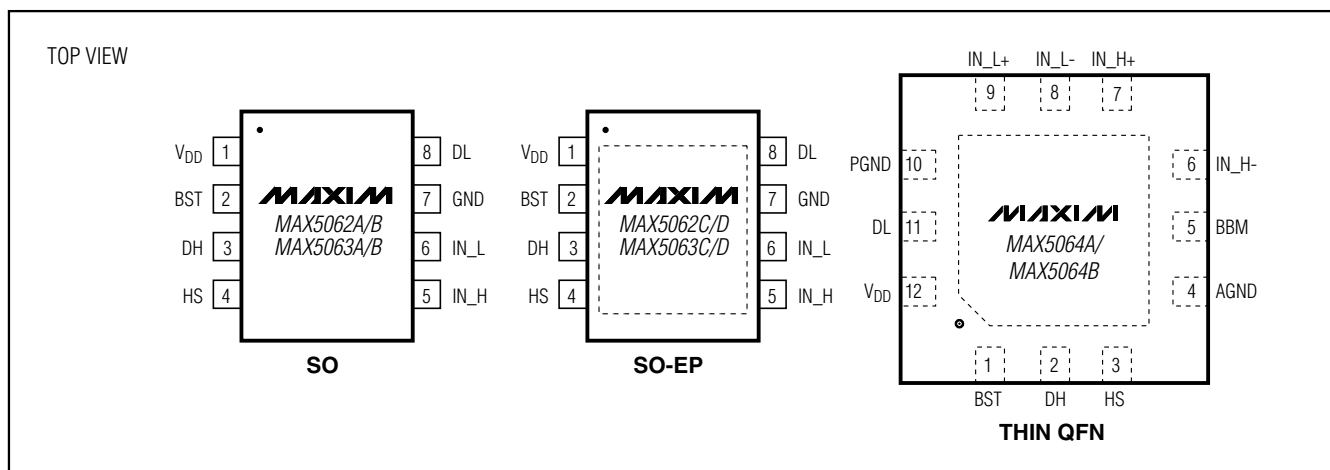 TOP VIEW
VDD 1
BST 2
DH 3
HS 4
MAXIM
MAX5062A/B
MAX5063A/B
8 DL
7 GND
6 IN_L
5 IN_H
SO
VDD 1
BST 2
DH 3
HS 4
MAXIM
MAX5062C/D
MAX5063C/D
8 DL
7 GND
6 IN_L
5 IN_H
SO-EP
IN_L+ IN_L- IN_H+
9 8 7
PGND 10
DL 11
VDD 12
MAXIM
MAX5064A/
MAX5064B
6 IN_H-
5 BBM
4 AGND
1 2 3
BST DH HS
THIN QFN